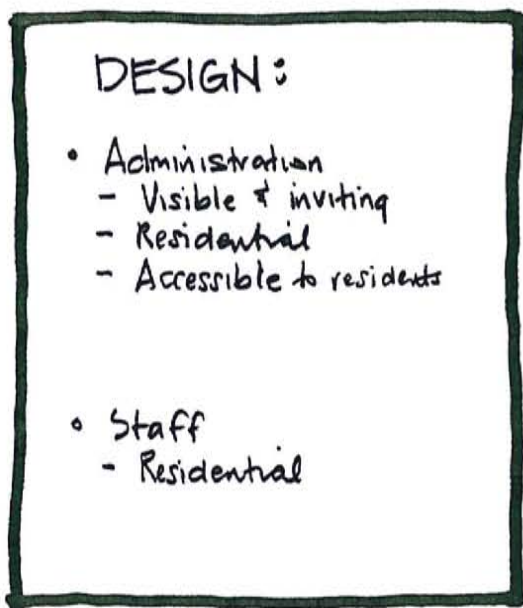 DESIGN:
• Administration
- Visible & inviting
- Residential
- Accessible to residents
• Staff
- Residential